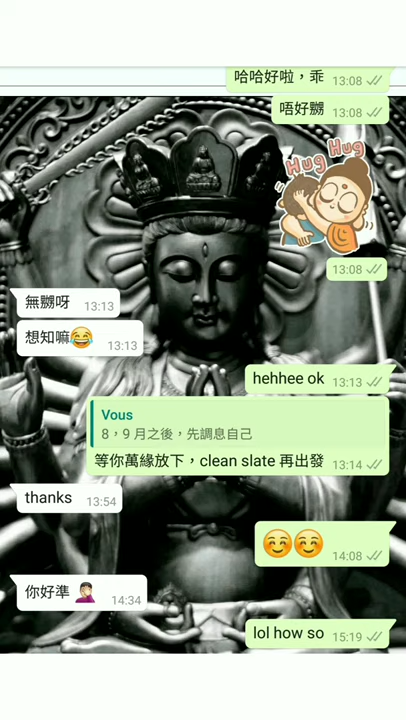 哈哈好啦，乖 13:08
唔好嬲 13:08
Hug Hug
13:08
無嬲呀 13:13
想知嘛😂 13:13
hehhee ok 13:13
Vous
8，9 月之後，先調息自己
等你萬緣放下，clean slate 再出發 13:14
thanks 13:54
☺️☺️ 14:08
你好準 🤦🏻‍♂️ 14:34
lol how so 15:19